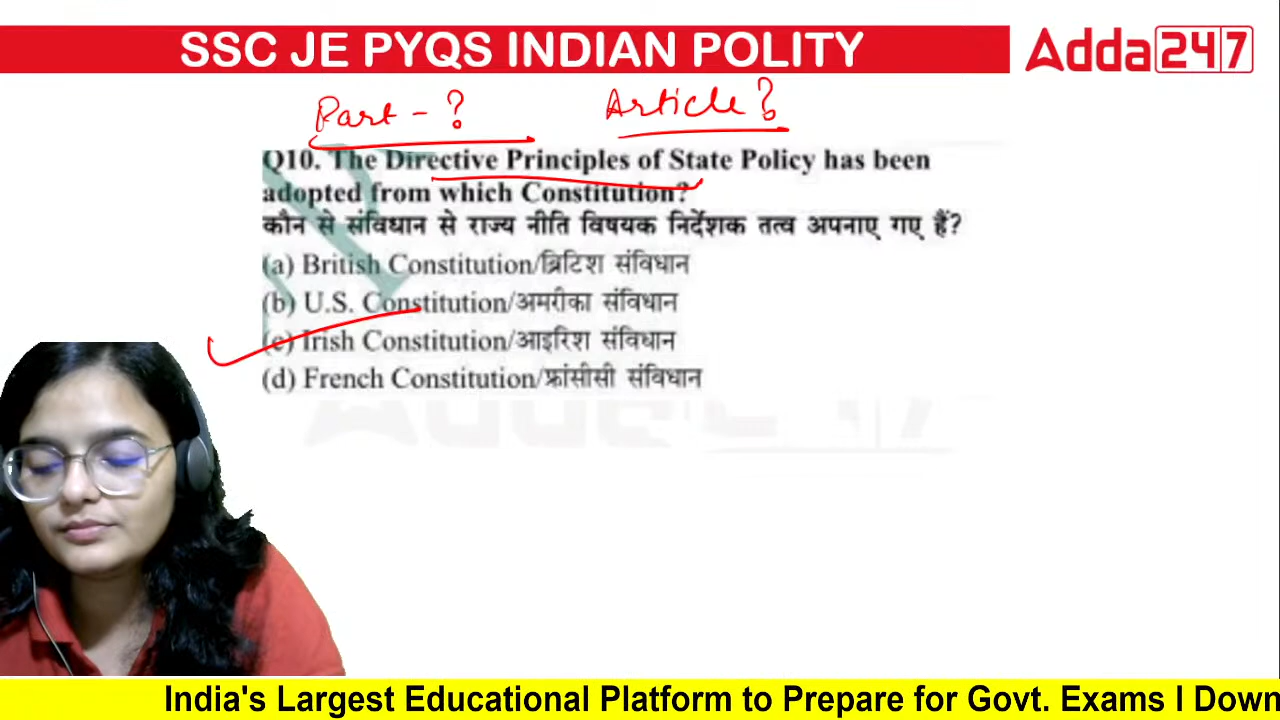 SSC JE PYQS INDIAN POLITY
Adda247
Part - ?
Article ?
Q10. The Directive Principles of State Policy has been
adopted from which Constitution?
कौन से संविधान से राज्य नीति विषयक निर्देशक तत्व अपनाए गए हैं?
(a) British Constitution/ब्रिटिश संविधान
(b) U.S. Constitution/अमरीका संविधान
(c) Irish Constitution/आइरिश संविधान
(d) French Constitution/फ्रांसीसी संविधान
India's Largest Educational Platform to Prepare for Govt. Exams I Down